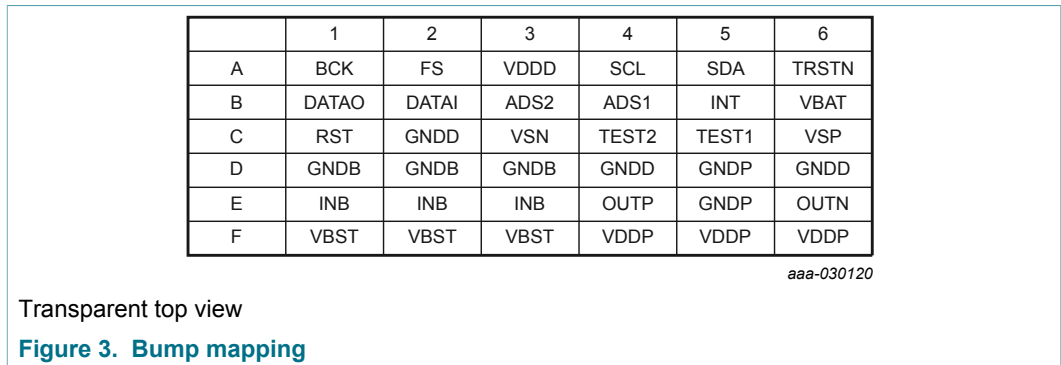 1 2 3 4 5 6
A BCK FS VDDD SCL SDA TRSTN
B DATAO DATAI ADS2 ADS1 INT VBAT
C RST GNDD VSN TEST2 TEST1 VSP
D GNDB GNDB GNDB GNDD GNDP GNDD
E INB INB INB OUTP GNDP OUTN
F VBST VBST VBST VDDP VDDP VDDP
aaa-030120
Transparent top view
Figure 3. Bump mapping